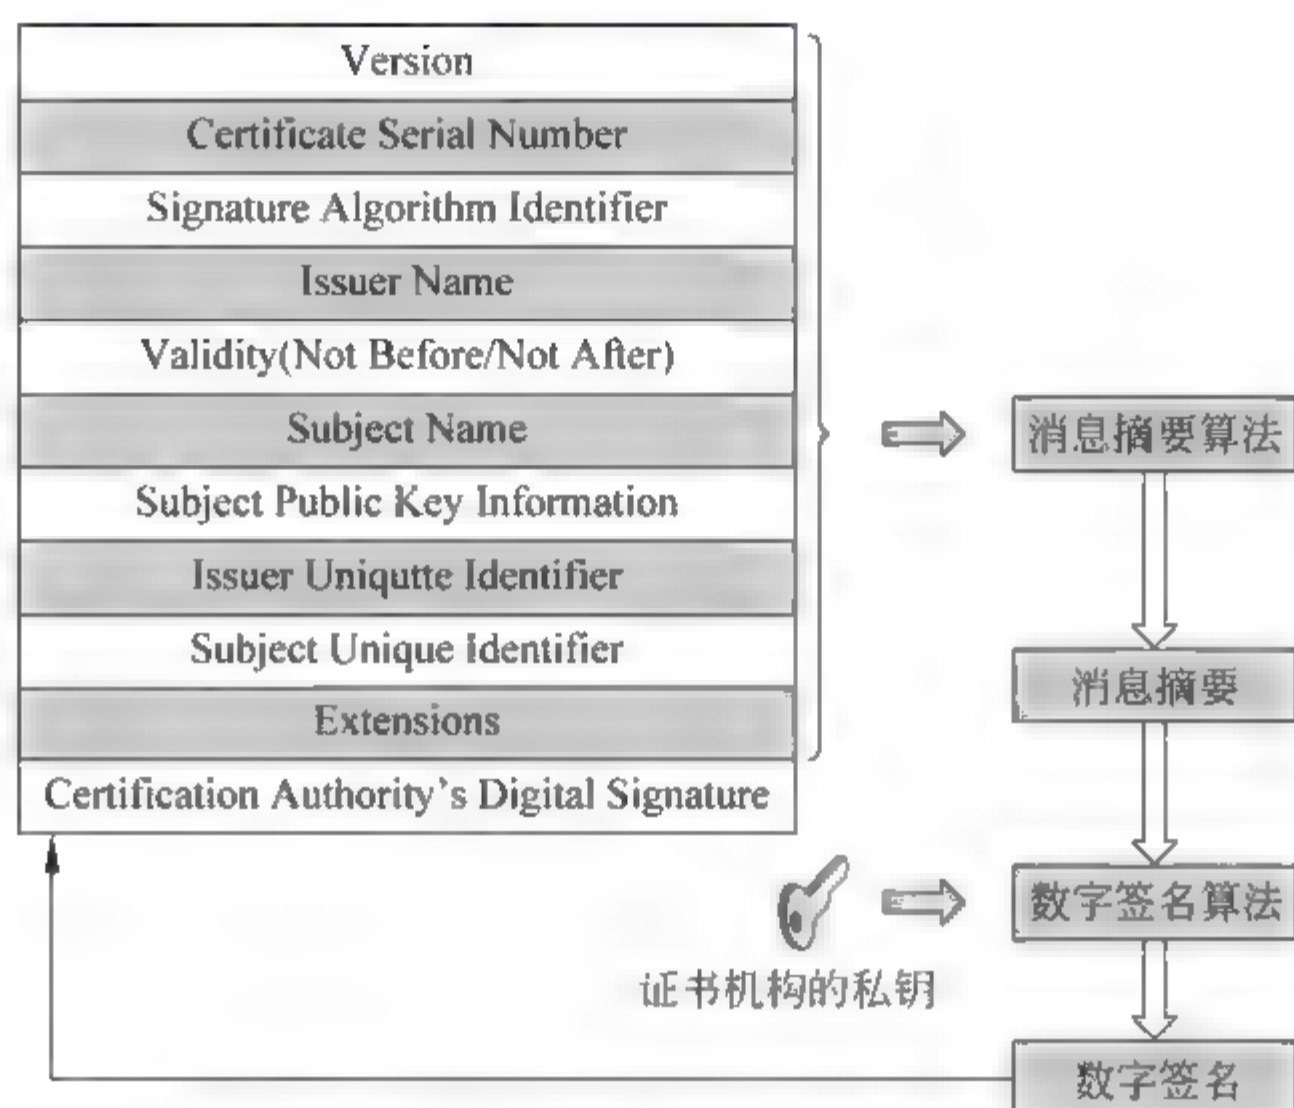 Version
Certificate Serial Number
Signature Algorithm Identifier
Issuer Name
Validity(Not Before/Not After)
Subject Name
Subject Public Key Information
Issuer Uniqutte Identifier
Subject Unique Identifier
Extensions
Certification Authority's Digital Signature
消息摘要算法
消息摘要
数字签名算法
证书机构的私钥
数字签名